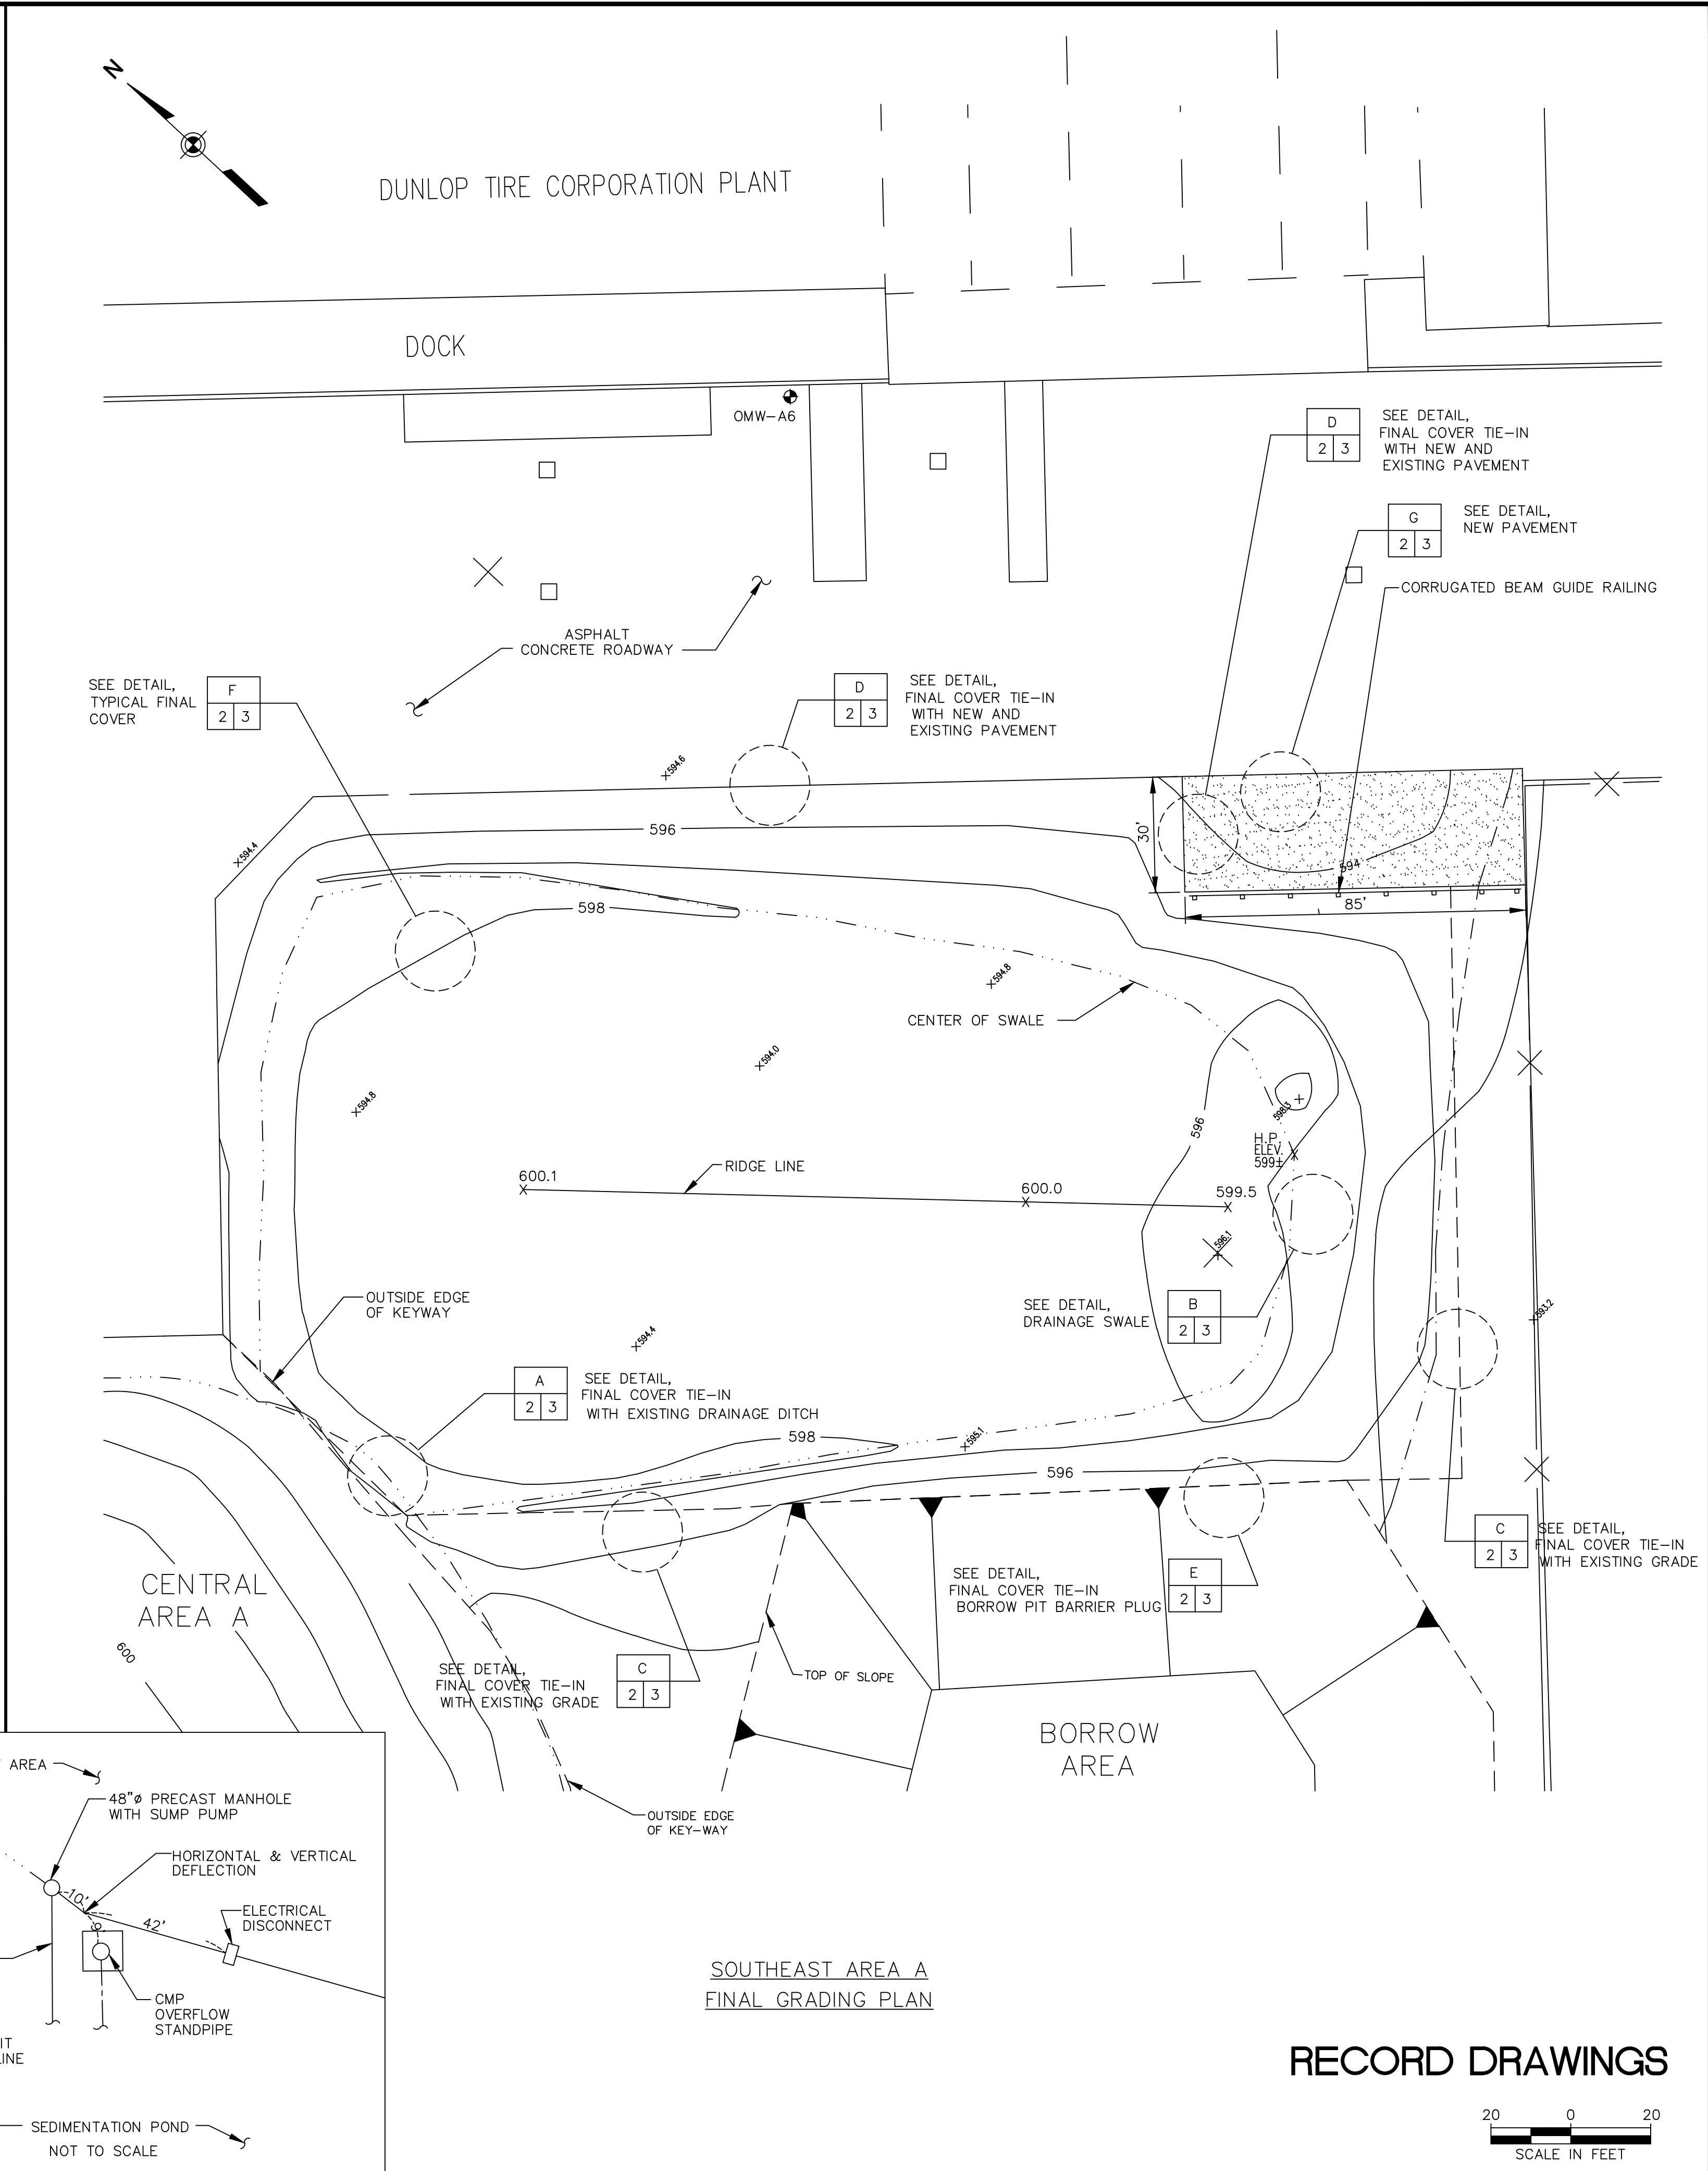 N
DUNLOP TIRE CORPORATION PLANT
DOCK
OMW-A6
D
2 3
SEE DETAIL,
FINAL COVER TIE-IN
WITH NEW AND
EXISTING PAVEMENT
G
2 3
SEE DETAIL,
NEW PAVEMENT
CORRUGATED BEAM GUIDE RAILING
ASPHALT
CONCRETE ROADWAY
SEE DETAIL,
TYPICAL FINAL
COVER
F
2 3
D
2 3
SEE DETAIL,
FINAL COVER TIE-IN
WITH NEW AND
EXISTING PAVEMENT
594.6
594.4
596
30'
594
85'
598
594.8
CENTER OF SWALE
594.0
594.8
596
598.3
H.P.
ELEV.
599±
RIDGE LINE
600.1
600.0
599.5
596.1
OUTSIDE EDGE
OF KEYWAY
SEE DETAIL,
DRAINAGE SWALE
B
2 3
593.2
594.4
A
2 3
SEE DETAIL,
FINAL COVER TIE-IN
WITH EXISTING DRAINAGE DITCH
598
595.1
596
C
2 3
SEE DETAIL,
FINAL COVER TIE-IN
WITH EXISTING GRADE
SEE DETAIL,
FINAL COVER TIE-IN
BORROW PIT BARRIER PLUG
E
2 3
CENTRAL
AREA A
600
SEE DETAIL,
FINAL COVER TIE-IN
WITH EXISTING GRADE
C
2 3
TOP OF SLOPE
BORROW
AREA
OUTSIDE EDGE
OF KEY-WAY
AREA
48"ø PRECAST MANHOLE
WITH SUMP PUMP
HORIZONTAL & VERTICAL
DEFLECTION
10'
9'
42'
ELECTRICAL
DISCONNECT
CMP
OVERFLOW
STANDPIPE
IT
LINE
SEDIMENTATION POND
NOT TO SCALE
SOUTHEAST AREA A
FINAL GRADING PLAN
RECORD DRAWINGS
20 0 20
SCALE IN FEET